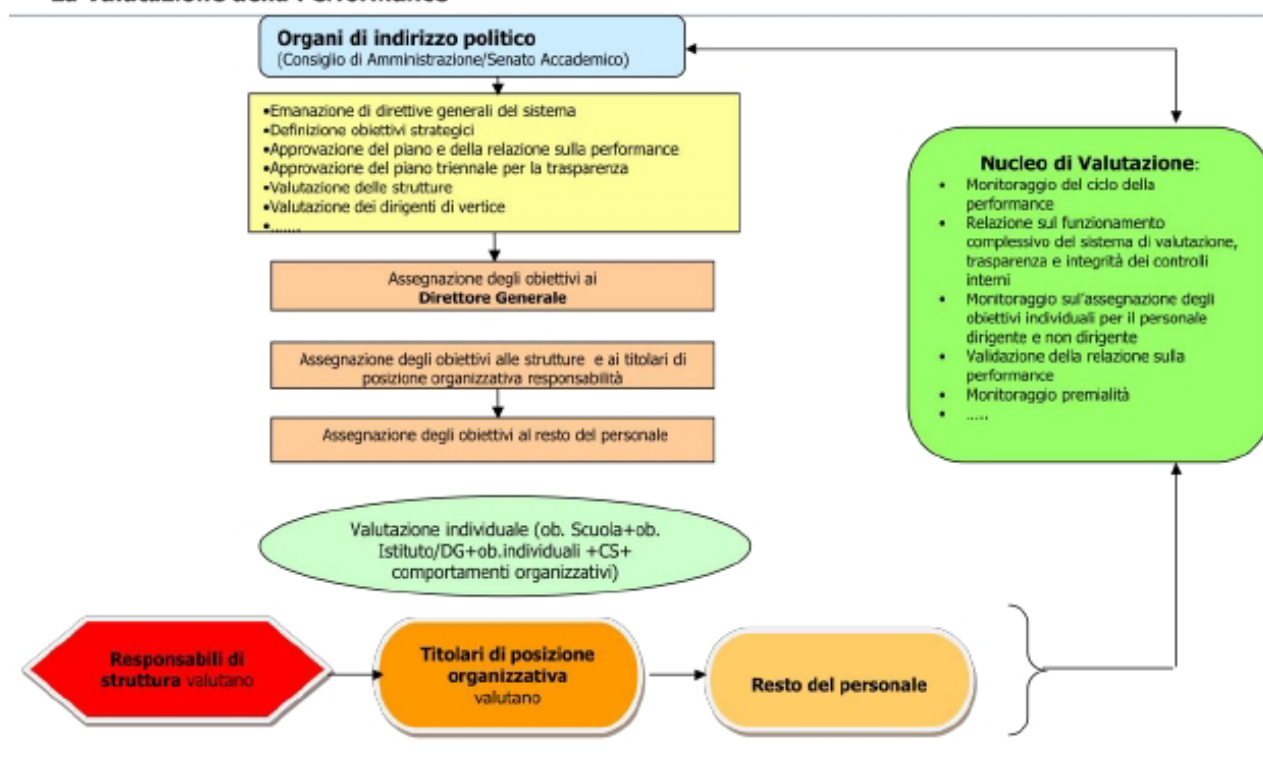 La Valutazione della Performance
Organi di indirizzo politico
(Consiglio di Amministrazione/Senato Accademico)
•Emanazione di direttive generali del sistema
•Definizione obiettivi strategici
•Approvazione del piano e della relazione sulla performance
•Approvazione del piano triennale per la trasparenza
•Valutazione delle strutture
•Valutazione dei dirigenti di vertice
•.......
Assegnazione degli obiettivi ai
Direttore Generale
Assegnazione degli obiettivi alle strutture e ai titolari di
posizione organizzativa responsabilità
Assegnazione degli obiettivi al resto del personale
Nucleo di Valutazione:
• Monitoraggio del ciclo della
performance
• Relazione sul funzionamento
complessivo del sistema di valutazione,
trasparenza e integrità dei controlli
interni
• Monitoraggio sull'assegnazione degli
obiettivi individuali per il personale
dirigente e non dirigente
• Validazione della relazione sulla
performance
• Monitoraggio premialità
• .....
Valutazione individuale (ob. Scuola+ob.
Istituto/DG+ob.individuali +CS+
comportamenti organizzativi)
Responsabili di
struttura valutano
Titolari di posizione
organizzativa
valutano
Resto del personale